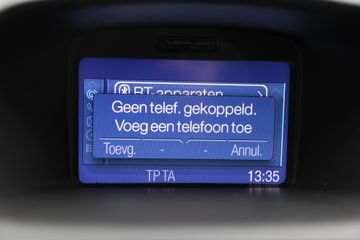 BT-apparaten
Geen telef. gekoppeld.
Voeg een telefoon toe
Toevg. - - Annul.
TP TA 13:35